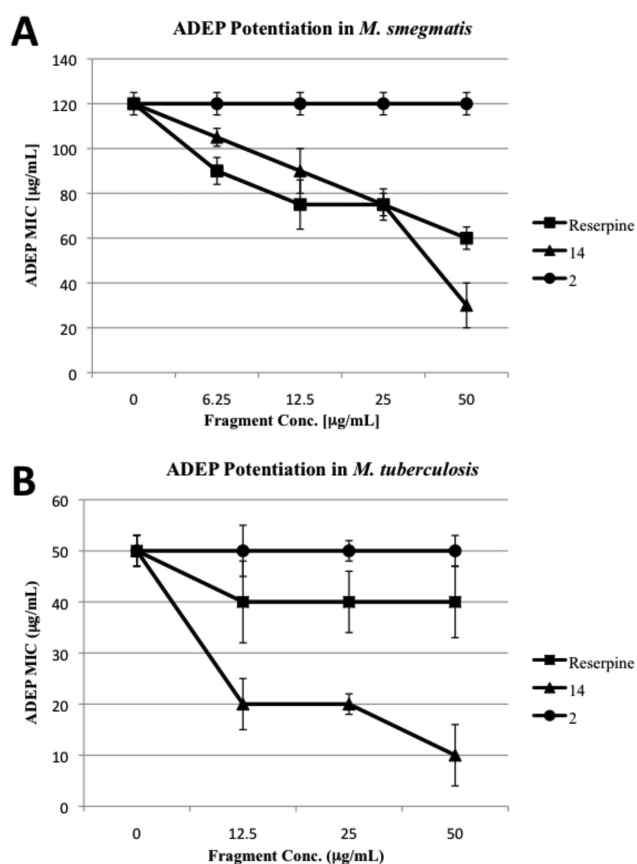 A
ADEP Potentiation in M. smegmatis
140
120
100
80
60
40
20
0
ADEP MIC [µg/mL]
0 6.25 12.5 25 50
Fragment Conc. [µg/mL]
Reserpine
14
2
B
ADEP Potentiation in M. tuberculosis
60
50
40
30
20
10
0
ADEP MIC (µg/mL)
0 12.5 25 50
Fragment Conc. (µg/mL)
Reserpine
14
2